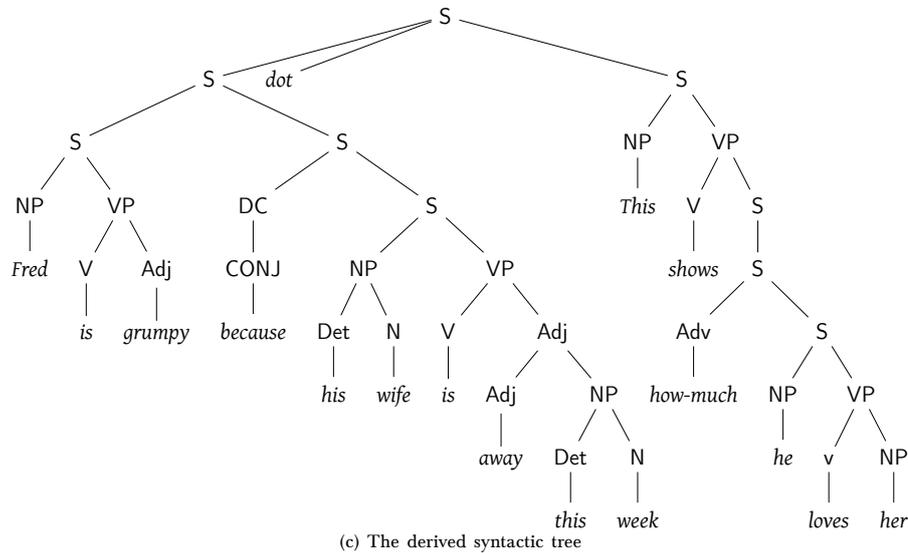 S
S dot S
S S NP VP
NP VP DC S This V S
Fred V Adj CONJ NP VP shows S
is grumpy because Det N V Adj Adv S
his wife is Adj NP how-much NP VP
away Det N he v NP
this week loves her
(c) The derived syntactic tree